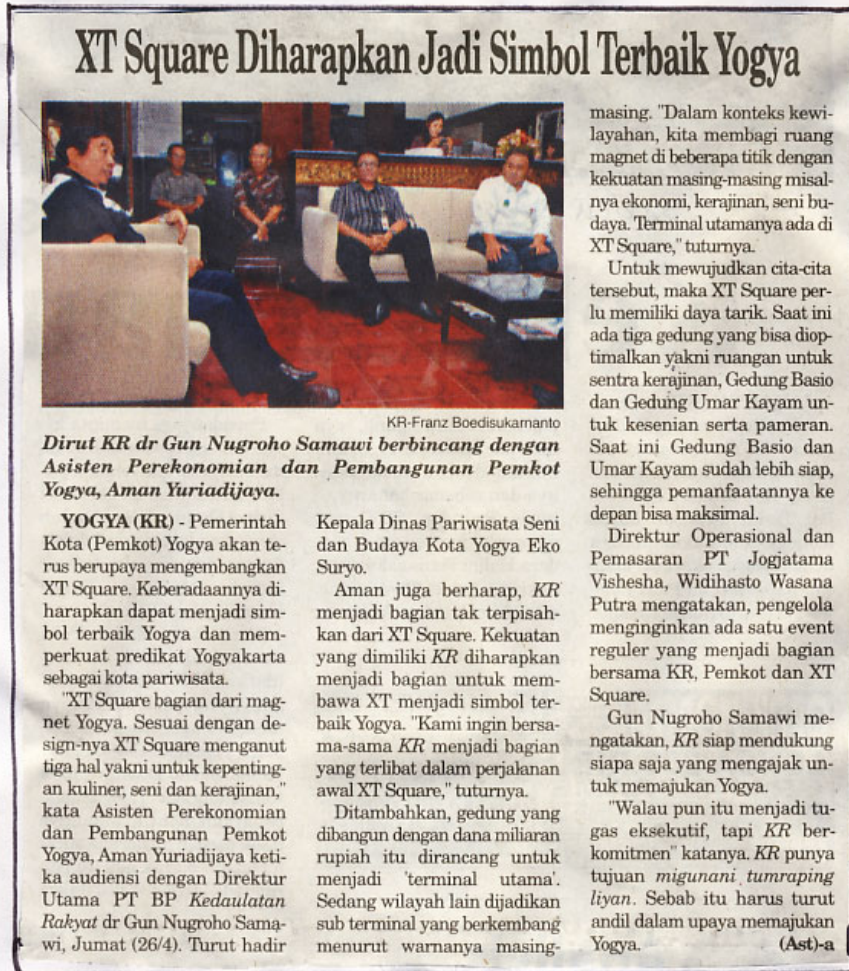 XT Square Diharapkan Jadi Simbol Terbaik Yogya
KR-Franz Boedisukarnanto
Dirut KR dr Gun Nugroho Samawi berbincang dengan
Asisten Perekonomian dan Pembangunan Pemkot
Yogya, Aman Yuriadijaya.
YOGYA (KR) - Pemerintah
Kota (Pemkot) Yogya akan te-
rus berupaya mengembangkan
XT Square. Keberadaannya di-
harapkan dapat menjadi sim-
bol terbaik Yogya dan mem-
perkuat predikat Yogyakarta
sebagai kota pariwisata.
"XT Square bagian dari mag-
net Yogya. Sesuai dengan de-
sign-nya XT Square menganut
tiga hal yakni untuk kepenting-
an kuliner, seni dan kerajinan,"
kata Asisten Perekonomian
dan Pembangunan Pemkot
Yogya, Aman Yuriadijaya keti-
ka audiensi dengan Direktur
Utama PT BP Kedaulatan
Rakyat dr Gun Nugroho Sama-
wi, Jumat (26/4). Turut hadir
Kepala Dinas Pariwisata Seni
dan Budaya Kota Yogya Eko
Suryo.
Aman juga berharap, KR
menjadi bagian tak terpisah-
kan dari XT Square. Kekuatan
yang dimiliki KR diharapkan
menjadi bagian untuk mem-
bawa XT menjadi simbol ter-
baik Yogya. "Kami ingin bersa-
ma-sama KR menjadi bagian
yang terlibat dalam perjalanan
awal XT Square," tuturnya.
Ditambahkan, gedung yang
dibangun dengan dana miliaran
rupiah itu dirancang untuk
menjadi 'terminal utama'.
Sedang wilayah lain dijadikan
sub terminal yang berkembang
menurut warnanya masing-
masing. "Dalam konteks kewi-
layahan, kita membagi ruang
magnet di beberapa titik dengan
kekuatan masing-masing misal-
nya ekonomi, kerajinan, seni bu-
daya. Terminal utamanya ada di
XT Square," tuturnya.
Untuk mewujudkan cita-cita
tersebut, maka XT Square per-
lu memiliki daya tarik. Saat ini
ada tiga gedung yang bisa diop-
timalkan yakni ruangan untuk
sentra kerajinan, Gedung Basio
dan Gedung Umar Kayam un-
tuk kesenian serta pameran.
Saat ini Gedung Basio dan
Umar Kayam sudah lebih siap,
sehingga pemanfaatannya ke
depan bisa maksimal.
Direktur Operasional dan
Pemasaran PT Jogjatama
Vishesha, Widihasto Wasana
Putra mengatakan, pengelola
menginginkan ada satu event
reguler yang menjadi bagian
bersama KR, Pemkot dan XT
Square.
Gun Nugroho Samawi me-
ngatakan, KR siap mendukung
siapa saja yang mengajak un-
tuk memajukan Yogya.
"Walau pun itu menjadi tu-
gas eksekutif, tapi KR ber-
komitmen" katanya. KR punya
tujuan migunani tumraping
liyan. Sebab itu harus turut
andil dalam upaya memajukan
Yogya. (Ast)-a